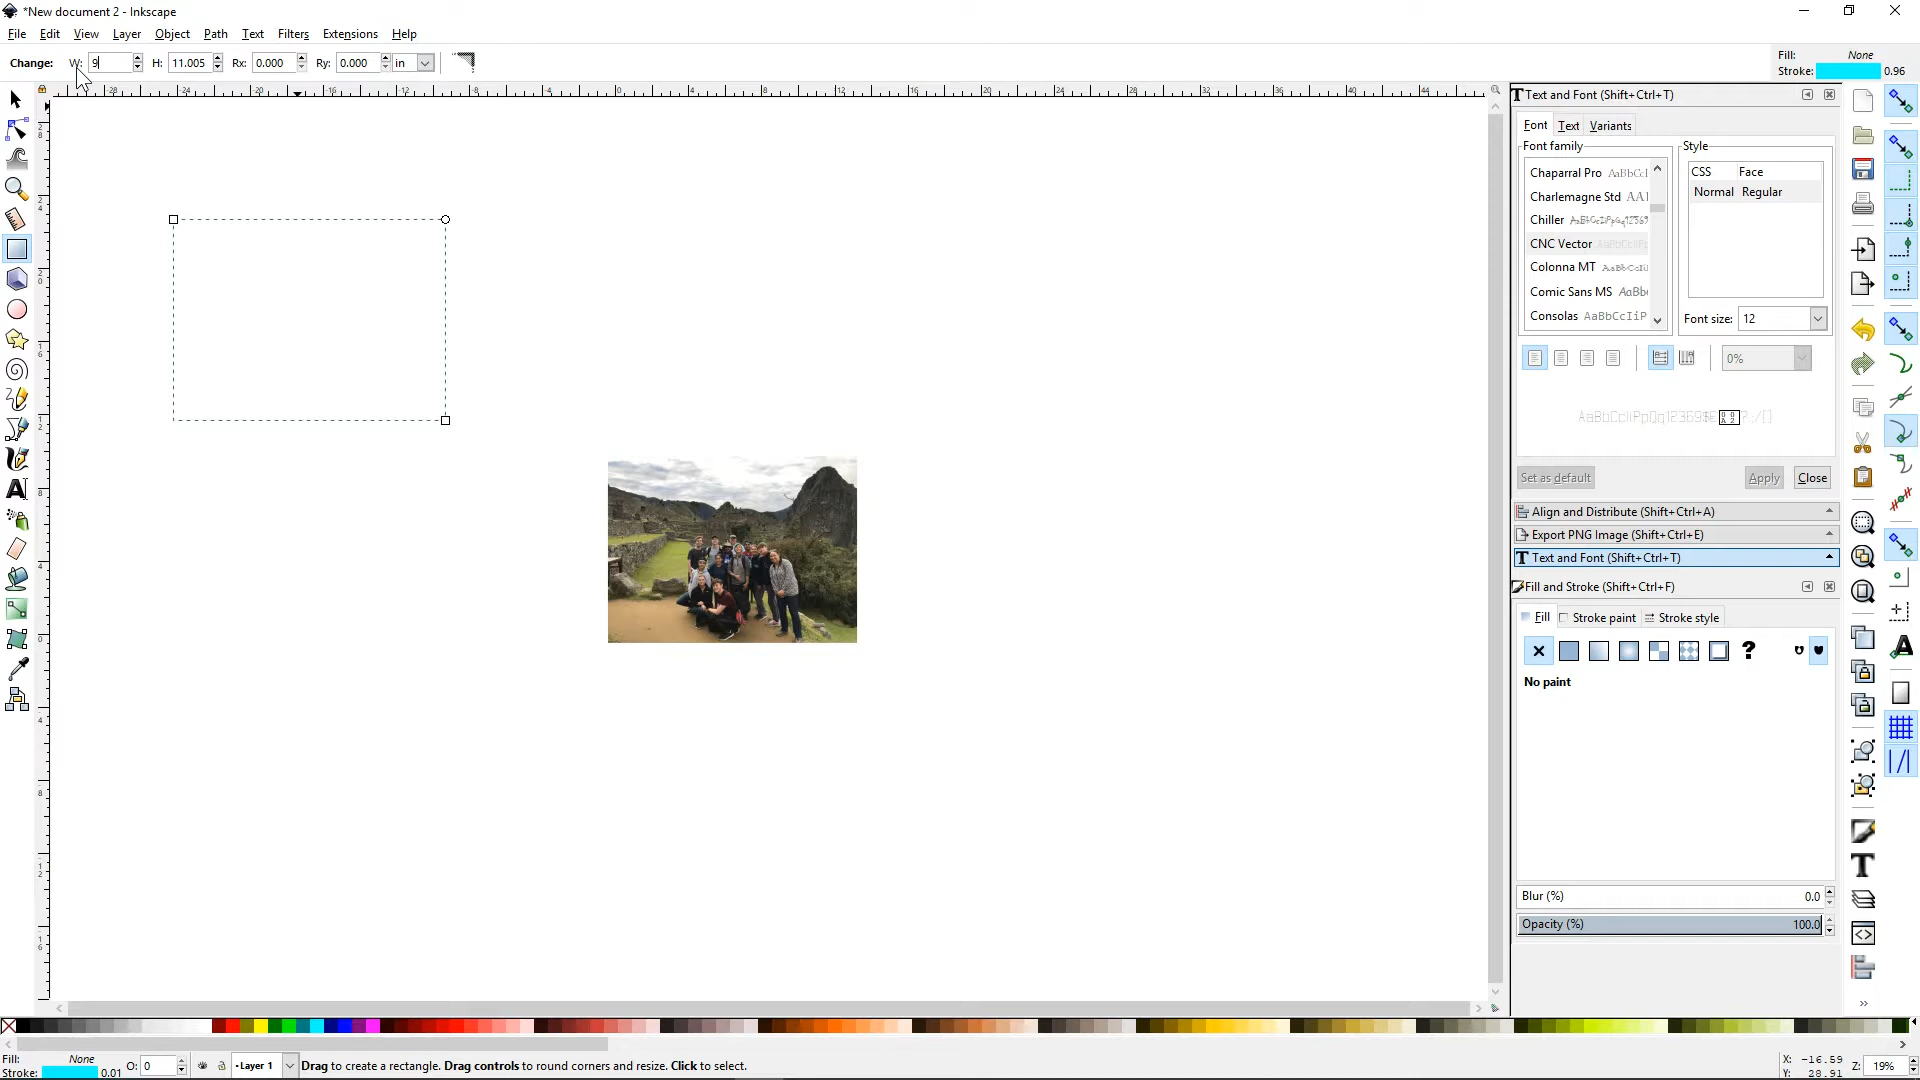 *New document 2 - Inkscape
File Edit View Layer Object Path Text Filters Extensions Help
Change: W: 9 H: 11.005 Rx: 0.000 Ry: 0.000 in
Fill: None
Stroke: 0.96
Text and Font (Shift+Ctrl+T)
Font Text Variants
Font family
Style
Chaparral Pro AaBbCcI
Charlemagne Std AAI
Chiller AaBbCcIiPpQq12369
CNC Vector AaBbCcIiPp
Colonna MT AaBbCcIi
Comic Sans MS AaBb
Consolas AaBbCcIiP
CSS Face
Normal Regular
Font size: 12
0%
Set as default Apply Close
Align and Distribute (Shift+Ctrl+A)
Export PNG Image (Shift+Ctrl+E)
Text and Font (Shift+Ctrl+T)
Fill and Stroke (Shift+Ctrl+F)
Fill Stroke paint Stroke style
No paint
Blur (%) 0.0
Opacity (%) 100.0
Fill: None
Stroke: 0.01
O: 0
•Layer 1
Drag to create a rectangle. Drag controls to round corners and resize. Click to select.
X: -16.59
Y: 28.91
Z: 19%